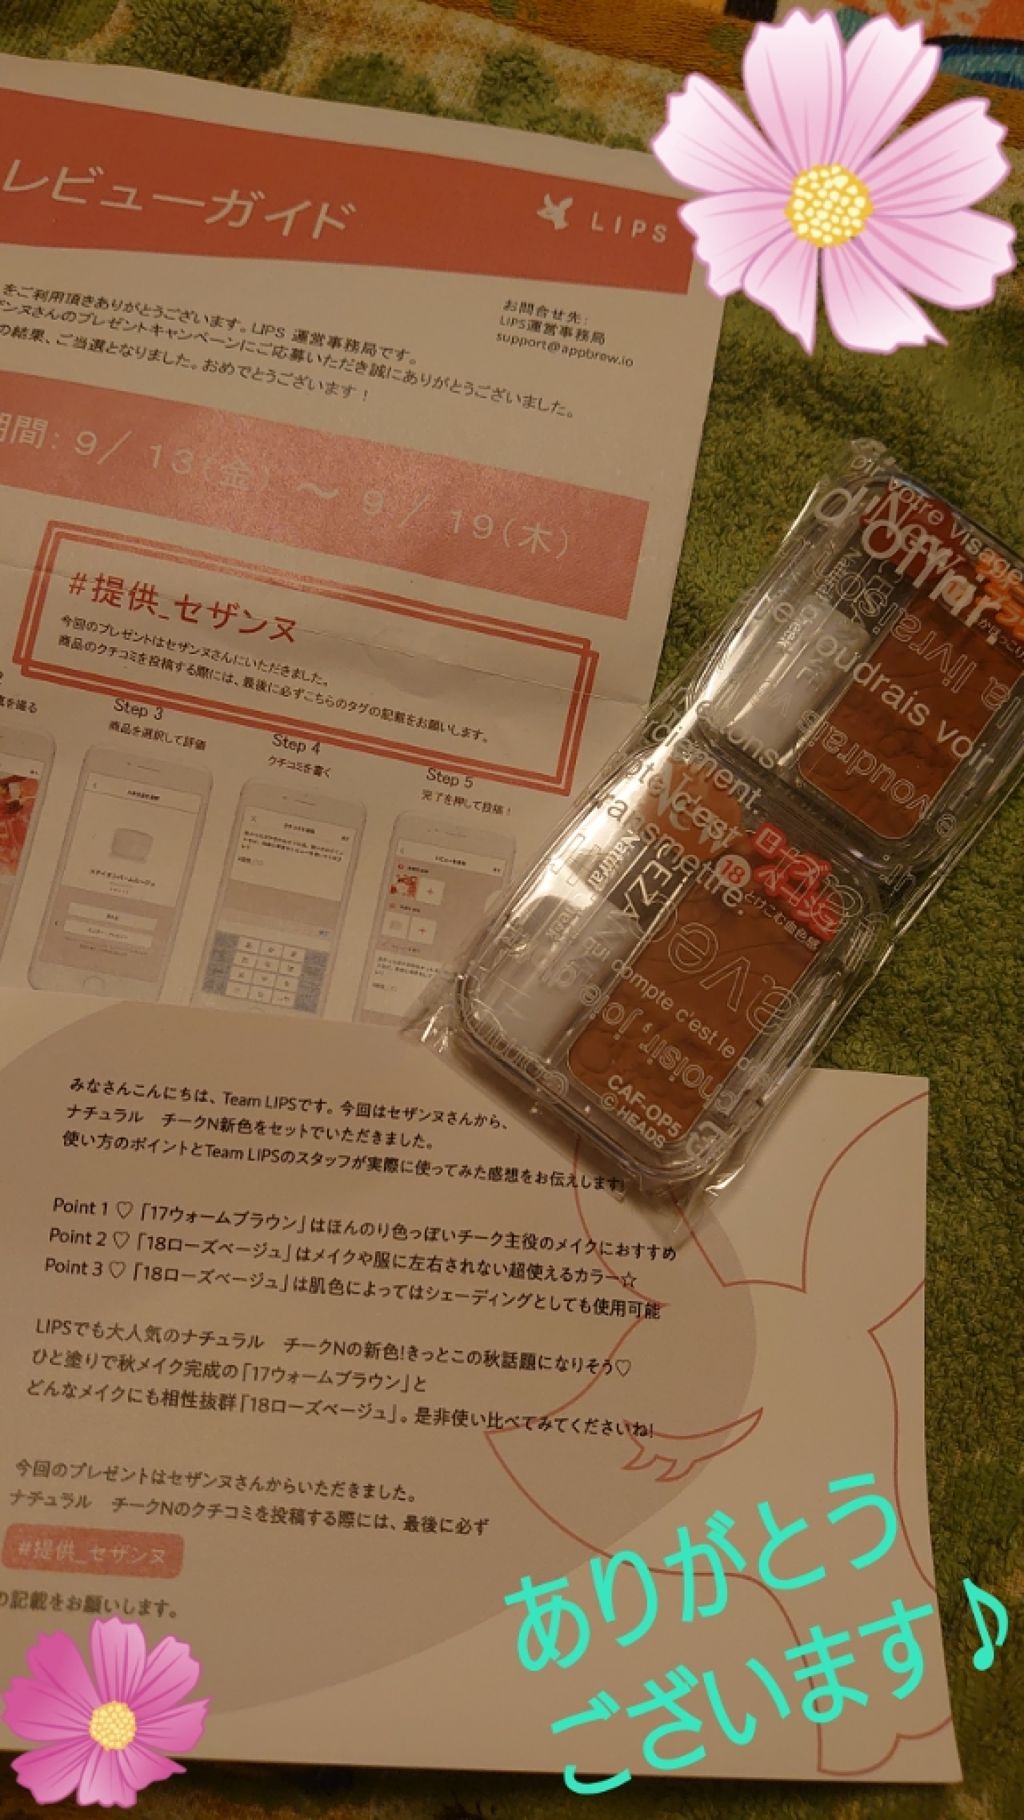 レビューガイド
LIPS
をご利用頂きありがとうございます。LIPS 運営事務局です。
ンヌさんのプレゼントキャンペーンにご応募いただき誠にありがとうございました。
の結果、ご当選となりました。おめでとうございます！
お問合せ先:
LIPS運営事務局
support@appbrew.io
期間: 9/ 13(金) ～ 9 / 19(木)
#提供_セザンヌ
今回のプレゼントはセザンヌさんにいただきました。
商品のクチコミを投稿する際には、最後に必ずこちらのタグの記載をお願いします。
真を撮る
Step 3
商品を選択して評価
Step 4
クチコミを書く
Step 5
完了を押して投稿！
New
18
ローズベージュ
とけこむ血色感
voudrais voir
transmettre.
qui compte c'est le
choisir, joie
CAF-OP5
© HEADS
みなさんこんにちは、Team LIPSです。今回はセザンヌさんから、
ナチュラル　チークN新色をセットでいただきました。
使い方のポイントとTeam LIPSのスタッフが実際に使ってみた感想をお伝えします!
Point 1 ♡「17ウォームブラウン」はほんのり色っぽいチーク主役のメイクにおすすめ
Point 2 ♡「18ローズベージュ」はメイクや服に左右されない超使えるカラー☆
Point 3 ♡「18ローズベージュ」は肌色によってはシェーディングとしても使用可能
LIPSでも大人気のナチュラル　チークNの新色!きっとこの秋話題になりそう♡
ひと塗りで秋メイク完成の「17ウォームブラウン」と
どんなメイクにも相性抜群「18ローズベージュ」。是非使い比べてみてくださいね!
今回のプレゼントはセザンヌさんからいただきました。
ナチュラル　チークNのクチコミを投稿する際には、最後に必ず
#提供_セザンヌ
の記載をお願いします。
ありがとう
ございます♪